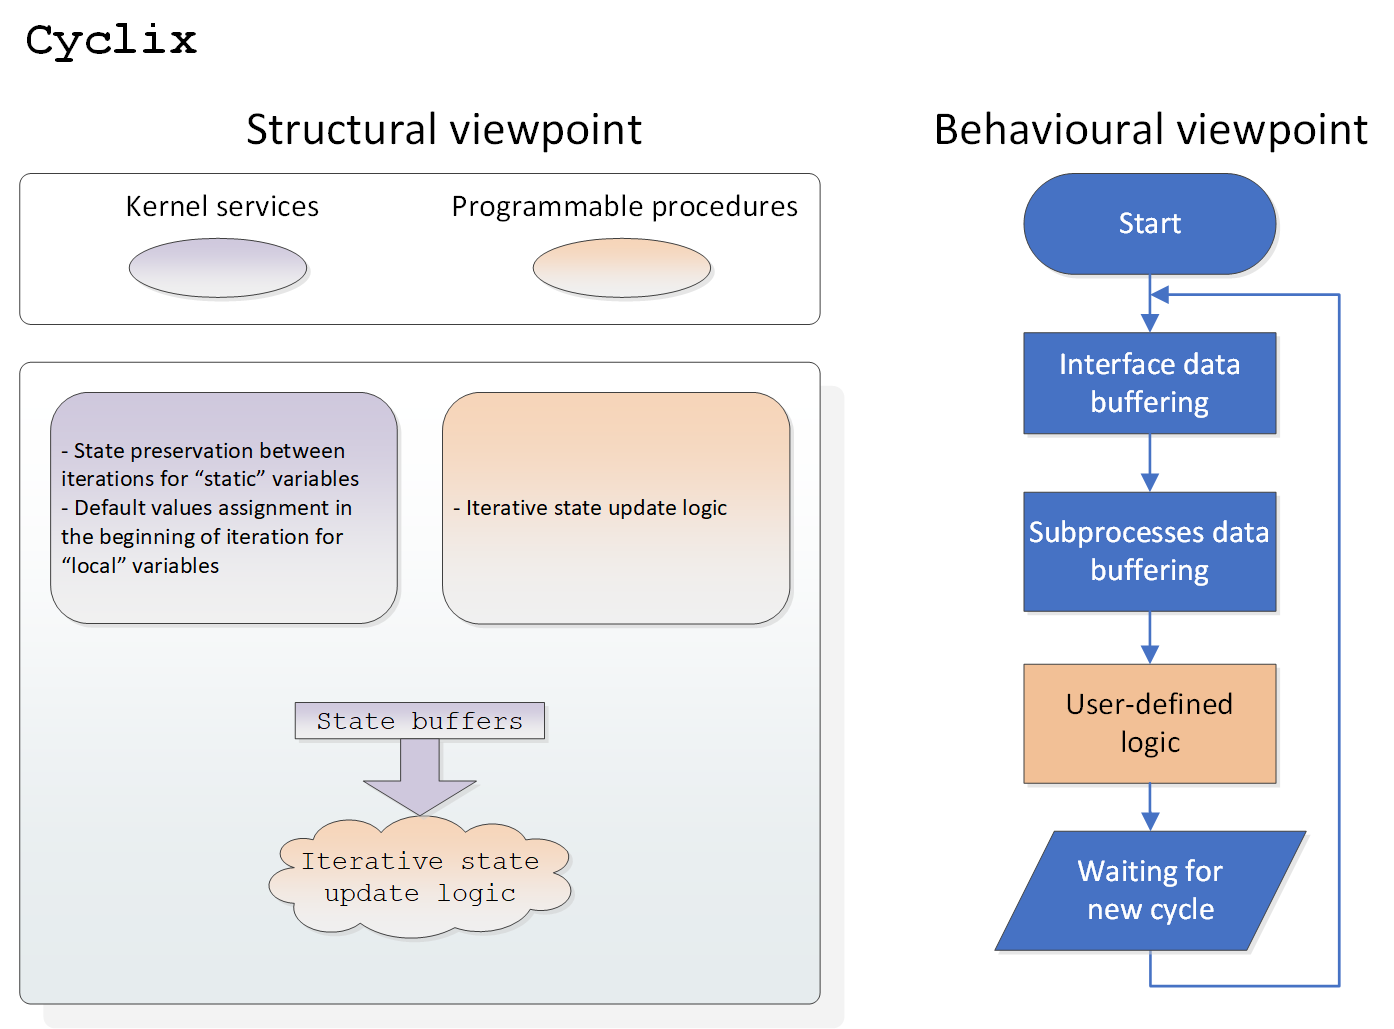 Cyclix
Structural viewpoint
Behavioural viewpoint
Kernel services
Programmable procedures
- State preservation between
iterations for “static” variables
- Default values assignment in
the beginning of iteration for
“local” variables
- Iterative state update logic
State buffers
Iterative state
update logic
Start
Interface data
buffering
Subprocesses data
buffering
User-defined
logic
Waiting for
new cycle